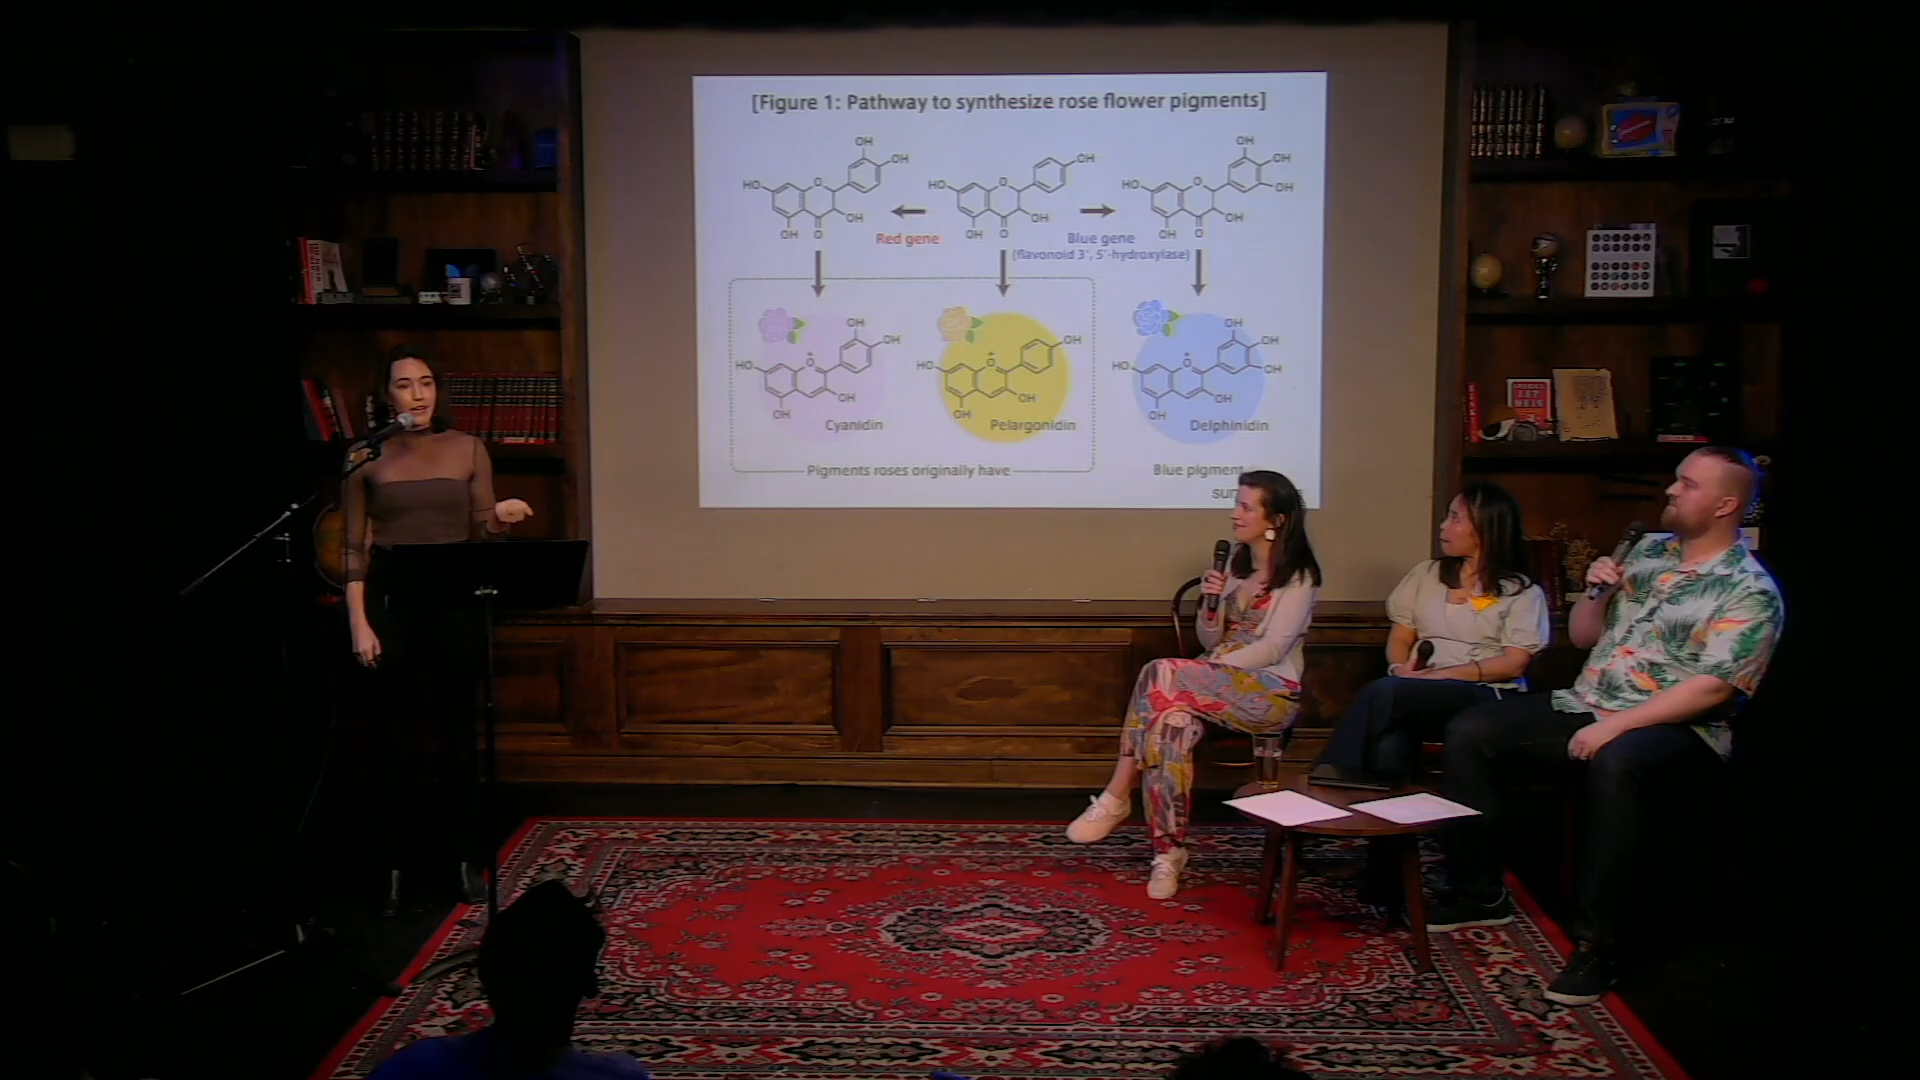 [Figure 1: Pathway to synthesize rose flower pigments]
OH
OH
HO
O
OH
OH
O
OH
HO
O
OH
OH
O
OH
OH
OH
HO
O
OH
OH
O
Red gene
Blue gene
(flavonoid 3', 5'-hydroxylase)
OH
OH
HO
O+
OH
OH
Cyanidin
OH
HO
O+
OH
OH
Pelargonidin
OH
OH
OH
HO
O+
OH
OH
Delphinidin
Pigments roses originally have
Blue pigment